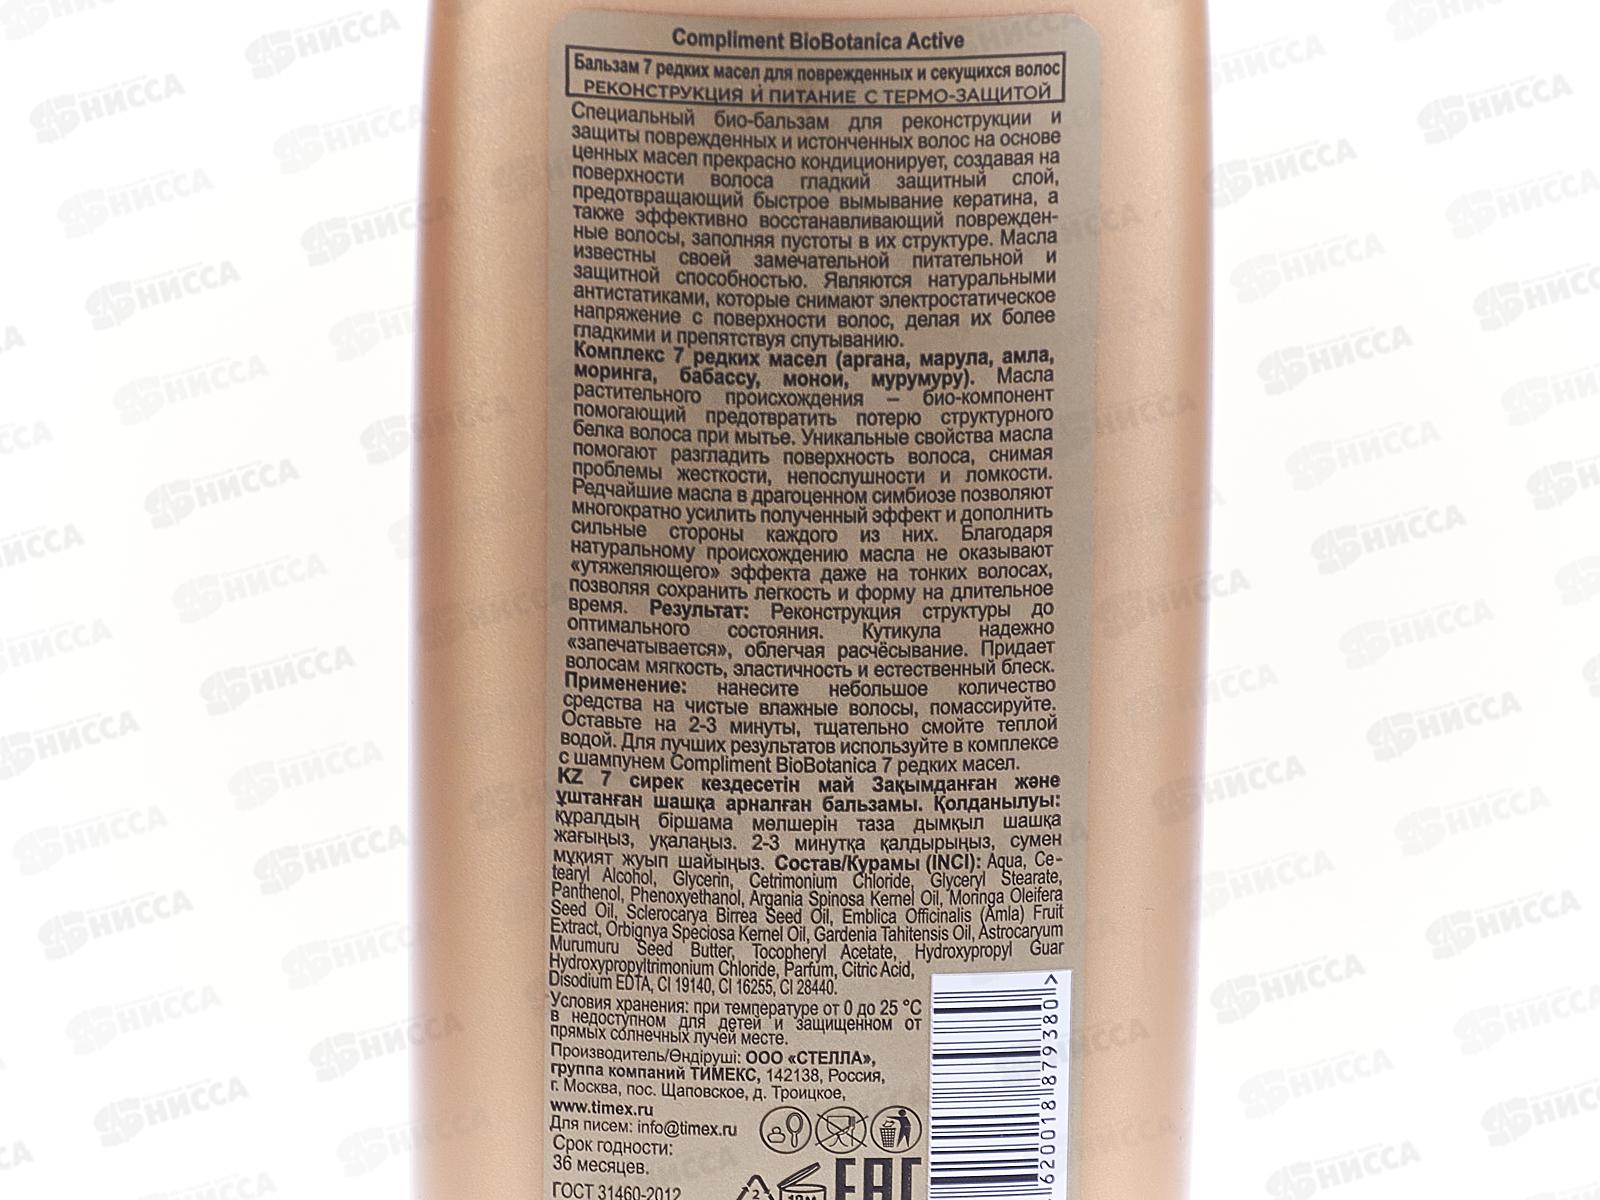 Compliment BioBotanica Active
Бальзам 7 редких масел для поврежденных и секущихся волос
РЕКОНСТРУКЦИЯ И ПИТАНИЕ С ТЕРМО-ЗАЩИТОЙ
Специальный био-бальзам для реконструкции и
защиты поврежденных и истонченных волос на основе
ценных масел прекрасно кондиционирует, создавая на
поверхности волоса гладкий защитный слой,
предотвращающий быстрое вымывание кератина, а
также эффективно восстанавливающий поврежден-
ные волосы, заполняя пустоты в их структуре. Масла
известны своей замечательной питательной и
защитной способностью. Являются натуральными
антистатиками, которые снимают электростатическое
напряжение с поверхности волос, делая их более
гладкими и препятствуя спутыванию.
Комплекс 7 редких масел (аргана, марула, амла,
моринга, бабассу, монои, мурумуру). Масла
растительного происхождения – био-компонент
помогающий предотвратить потерю структурного
белка волоса при мытье. Уникальные свойства масла
помогают разгладить поверхность волоса, снимая
проблемы жесткости, непослушности и ломкости.
Редчайшие масла в драгоценном симбиозе позволяют
многократно усилить полученный эффект и дополнить
сильные стороны каждого из них. Благодаря
натуральному происхождению масла не оказывают
«утяжеляющего» эффекта даже на тонких волосах,
позволяя сохранить легкость и форму на длительное
время. Результат: Реконструкция структуры до
оптимального состояния. Кутикула надежно
«запечатывается», облегчая расчёсывание. Придает
волосам мягкость, эластичность и естественный блеск.
Применение: нанесите небольшое количество
средства на чистые влажные волосы, помассируйте.
Оставьте на 2-3 минуты, тщательно смойте теплой
водой. Для лучших результатов используйте в комплексе
с шампунем Compliment BioBotanica 7 редких масел.
KZ 7 сирек кездесетін май Зақымданған және
ұштанған шашқа арналған бальзамы. Қолданылуы:
құралдың біршама мөлшерін таза дымқыл шашқа
жағыңыз, уқалаңыз. 2-3 минутқа қалдырыңыз, сумен
мұқият жуып шайыңыз. Состав/Курамы (INCI): Aqua, Ce-
tearyl Alcohol, Glycerin, Cetrimonium Chloride, Glyceryl Stearate,
Panthenol, Phenoxyethanol, Argania Spinosa Kernel Oil, Moringa Oleifera
Seed Oil, Sclerocarya Birrea Seed Oil, Emblica Officinalis (Amla) Fruit
Extract, Orbignya Speciosa Kernel Oil, Gardenia Tahitensis Oil, Astrocaryum
Murumuru Seed Butter, Tocopheryl Acetate, Hydroxypropyl Guar
Hydroxypropyltrimonium Chloride, Parfum, Citric Acid,
Disodium EDTA, CI 19140, CI 16255, CI 28440.
Условия хранения: при температуре от 0 до 25 °C
в недоступном для детей и защищенном от
прямых солнечных лучей месте.
Производитель/Өндіруші: ООО «СТЕЛЛА»,
группа компаний ТИМЕКС, 142138, Россия,
г. Москва, пос. Щаповское, д. Троицкое,
www.timex.ru
Для писем: info@timex.ru
Срок годности:
36 месяцев.
ГОСТ 31460-2012
2
18М
EAC
620018 879380 >
НИССА